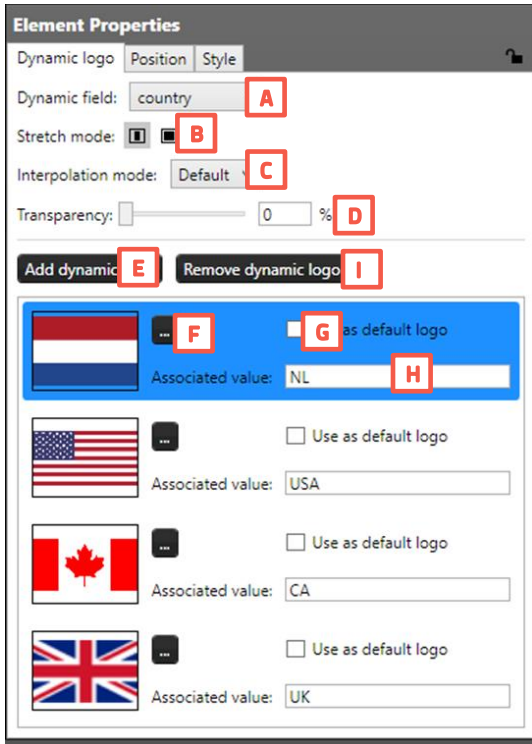 Element Properties
Dynamic logo Position Style
Dynamic field: country A
Stretch mode: B
Interpolation mode: Default C
Transparency: 0 % D
Add dynamic E Remove dynamic logo I
... F G as default logo
Associated value: NL H
... Use as default logo
Associated value: USA
... Use as default logo
Associated value: CA
... Use as default logo
Associated value: UK